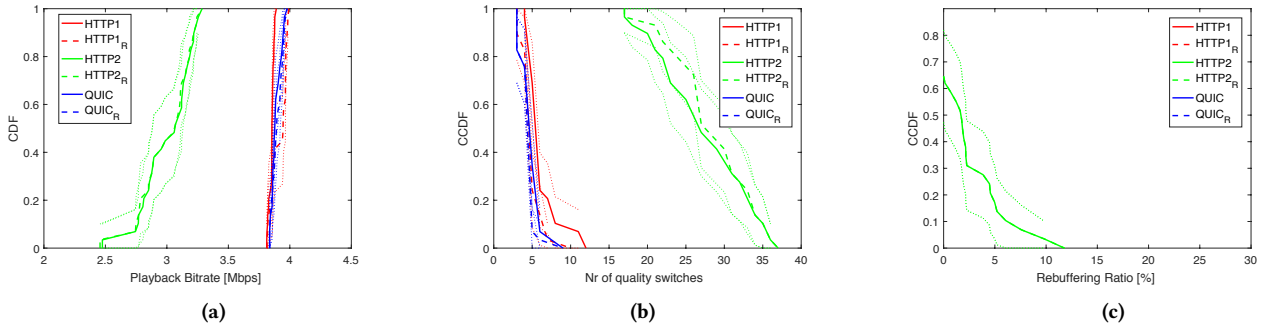 1
0.8
0.6
0.4
0.2
0
CDF
2 2.5 3 3.5 4 4.5
Playback Bitrate [Mbps]
HTTP1
HTTP1R
HTTP2
HTTP2R
QUIC
QUICR
(a)
1
0.8
0.6
0.4
0.2
0
CCDF
0 5 10 15 20 25 30 35 40
Nr of quality switches
HTTP1
HTTP1R
HTTP2
HTTP2R
QUIC
QUICR
(b)
0.8
0.7
0.6
0.5
0.4
0.3
0.2
0.1
0
CCDF
0 5 10 15 20 25 30
Rebuffering Ratio [%]
HTTP1
HTTP1R
HTTP2
HTTP2R
QUIC
QUICR
(c)